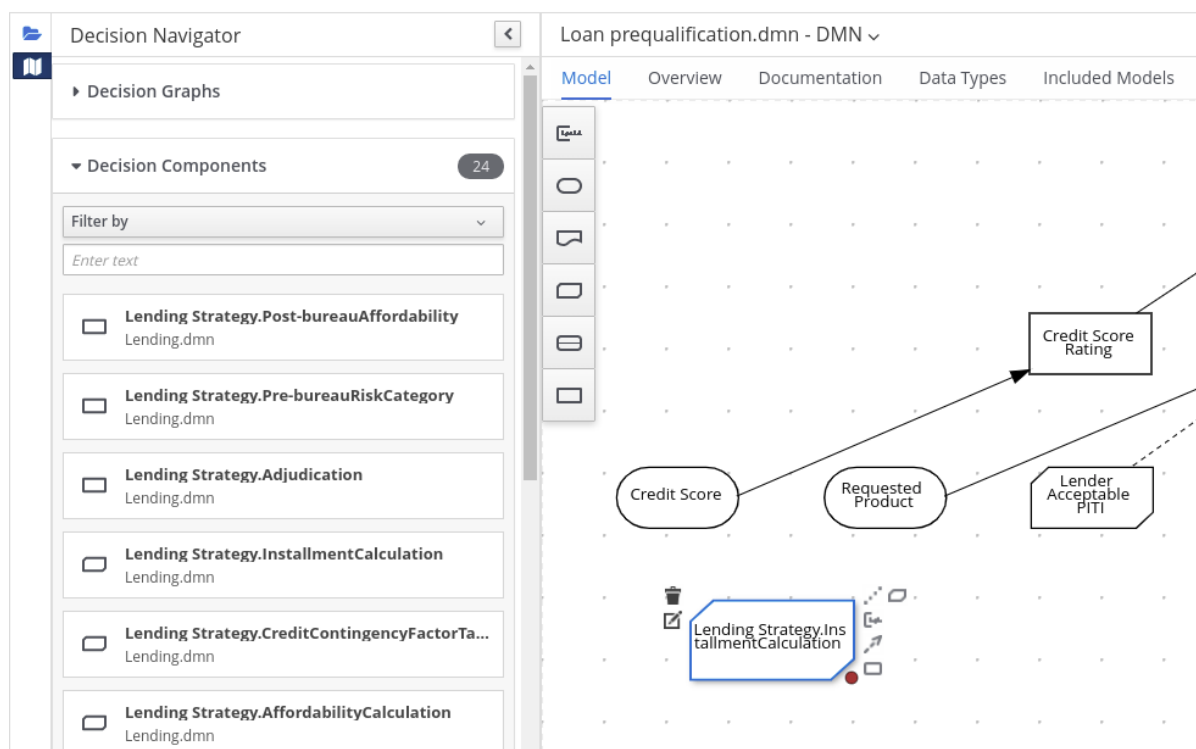 Decision Navigator
Loan prequalification.dmn - DMN
Model Overview Documentation Data Types Included Models
Decision Graphs
Decision Components 24
Filter by
Enter text
Lending Strategy.Post-bureauAffordability
Lending.dmn
Lending Strategy.Pre-bureauRiskCategory
Lending.dmn
Lending Strategy.Adjudication
Lending.dmn
Lending Strategy.InstallmentCalculation
Lending.dmn
Lending Strategy.CreditContingencyFactorTa...
Lending.dmn
Lending Strategy.AffordabilityCalculation
Lending.dmn
Credit Score
Rating
Credit Score
Requested
Product
Lender
Acceptable
PITI
Lending Strategy.Ins
tallmentCalculation